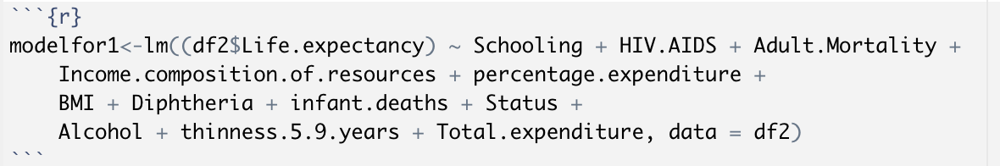 ```{r}
modelfor1<-lm((df2$Life.expectancy) ~ Schooling + HIV.AIDS + Adult.Mortality +
    Income.composition.of.resources + percentage.expenditure +
    BMI + Diphtheria + infant.deaths + Status +
    Alcohol + thinness.5.9.years + Total.expenditure, data = df2)
```